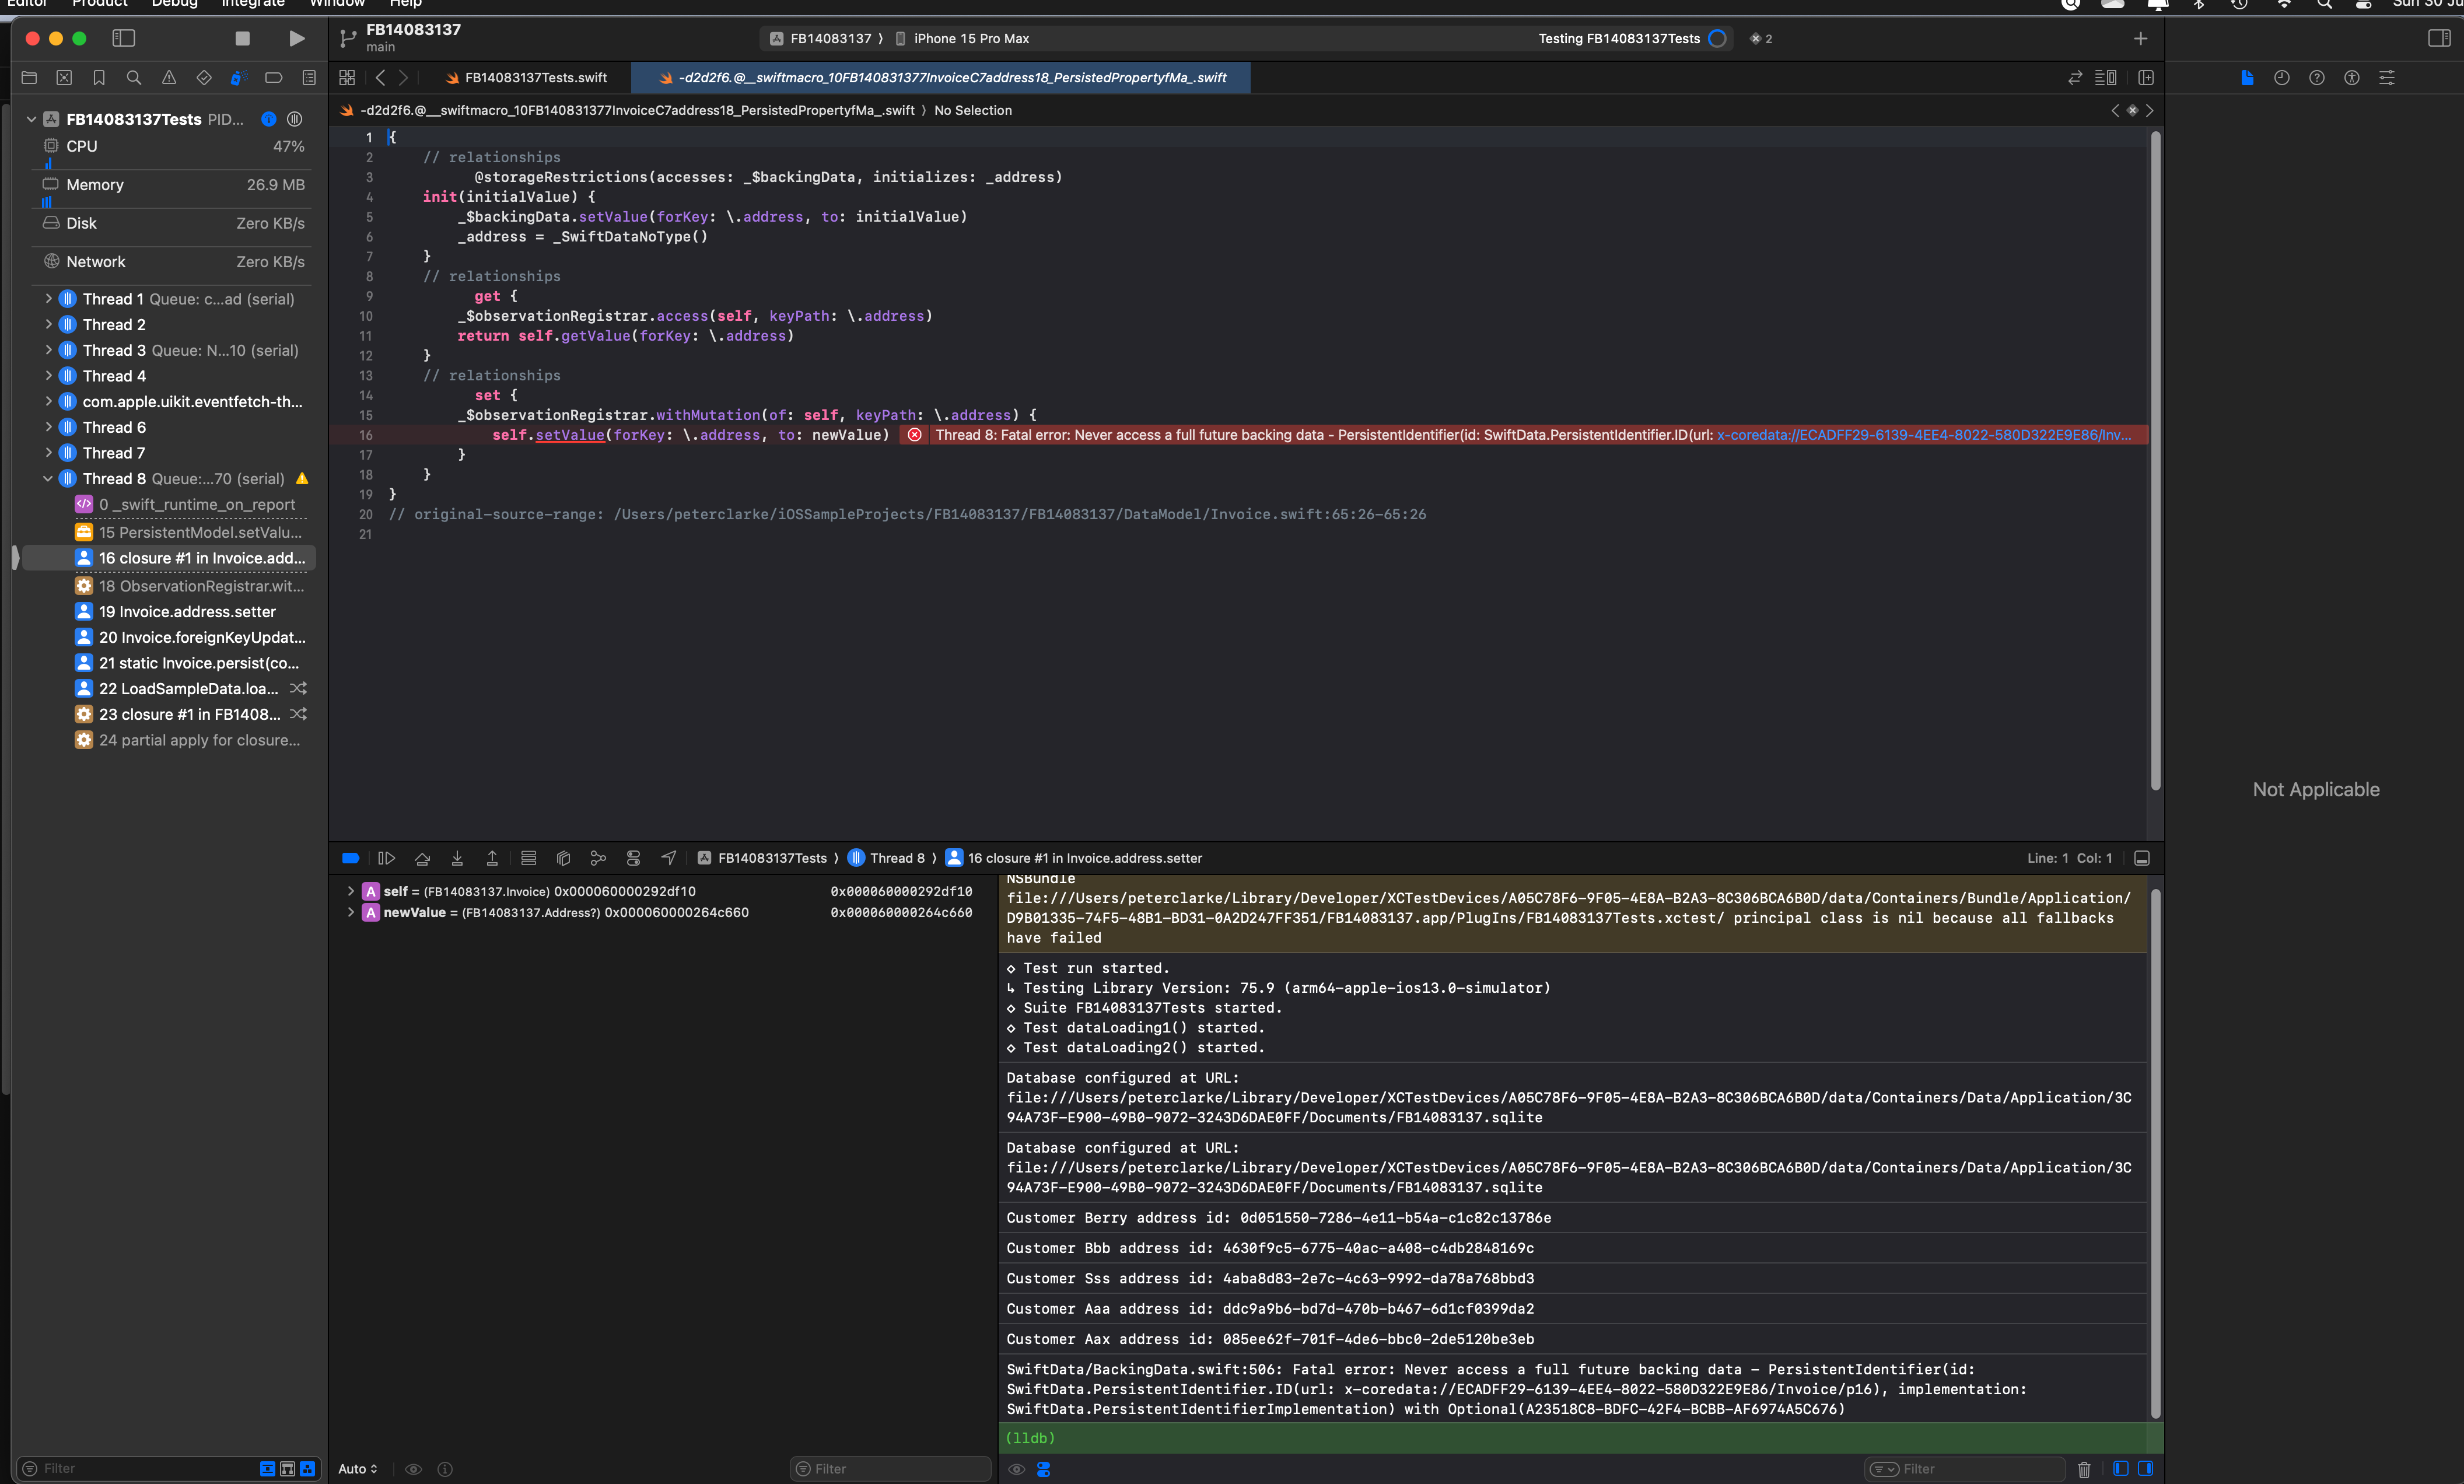 Editor Product Debug Integrate Window Help
FB14083137
main
FB14083137 〉 iPhone 15 Pro Max
Testing FB14083137Tests
2
FB14083137Tests.swift
-d2d2f6.@__swiftmacro_10FB140831377InvoiceC7address18_PersistedPropertyfMa_.swift
-d2d2f6.@__swiftmacro_10FB140831377InvoiceC7address18_PersistedPropertyfMa_.swift 〉 No Selection
FB14083137Tests PID...
CPU 47%
Memory 26.9 MB
Disk Zero KB/s
Network Zero KB/s
Thread 1 Queue: c...ad (serial)
Thread 2
Thread 3 Queue: N...10 (serial)
Thread 4
com.apple.uikit.eventfetch-th...
Thread 6
Thread 7
Thread 8 Queue:...70 (serial)
0 _swift_runtime_on_report
15 PersistentModel.setValu...
16 closure #1 in Invoice.add...
18 ObservationRegistrar.wit...
19 Invoice.address.setter
20 Invoice.foreignKeyUpdat...
21 static Invoice.persist(co...
22 LoadSampleData.loa...
23 closure #1 in FB1408...
24 partial apply for closure...
Filter
1 {
2 // relationships
3 @storageRestrictions(accesses: _$backingData, initializes: _address)
4 init(initialValue) {
5 _$backingData.setValue(forKey: \.address, to: initialValue)
6 _address = _SwiftDataNoType()
7 }
8 // relationships
9 get {
10 _$observationRegistrar.access(self, keyPath: \.address)
11 return self.getValue(forKey: \.address)
12 }
13 // relationships
14 set {
15 _$observationRegistrar.withMutation(of: self, keyPath: \.address) {
16 self.setValue(forKey: \.address, to: newValue) Thread 8: Fatal error: Never access a full future backing data - PersistentIdentifier(id: SwiftData.PersistentIdentifier.ID(url: x-coredata://ECADFF29-6139-4EE4-8022-580D322E9E86/Inv...
17 }
18 }
19 }
20 // original-source-range: /Users/peterclarke/iOSSampleProjects/FB14083137/FB14083137/DataModel/Invoice.swift:65:26-65:26
21
Not Applicable
FB14083137Tests 〉 Thread 8 〉 16 closure #1 in Invoice.address.setter
Line: 1 Col: 1
A self = (FB14083137.Invoice) 0x000060000292df10 0x000060000292df10
A newValue = (FB14083137.Address?) 0x000060000264c660 0x000060000264c660
Auto
Filter
NSBundle
file:///Users/peterclarke/Library/Developer/XCTestDevices/A05C78F6-9F05-4E8A-B2A3-8C306BCA6B0D/data/Containers/Bundle/Application/
D9B01335-74F5-48B1-BD31-0A2D247FF351/FB14083137.app/PlugIns/FB14083137Tests.xctest/ principal class is nil because all fallbacks
have failed
◇ Test run started.
↳ Testing Library Version: 75.9 (arm64-apple-ios13.0-simulator)
◇ Suite FB14083137Tests started.
◇ Test dataLoading1() started.
◇ Test dataLoading2() started.
Database configured at URL:
file:///Users/peterclarke/Library/Developer/XCTestDevices/A05C78F6-9F05-4E8A-B2A3-8C306BCA6B0D/data/Containers/Data/Application/3C
94A73F-E900-49B0-9072-3243D6DAE0FF/Documents/FB14083137.sqlite
Database configured at URL:
file:///Users/peterclarke/Library/Developer/XCTestDevices/A05C78F6-9F05-4E8A-B2A3-8C306BCA6B0D/data/Containers/Data/Application/3C
94A73F-E900-49B0-9072-3243D6DAE0FF/Documents/FB14083137.sqlite
Customer Berry address id: 0d051550-7286-4e11-b54a-c1c82c13786e
Customer Bbb address id: 4630f9c5-6775-40ac-a408-c4db2848169c
Customer Sss address id: 4aba8d83-2e7c-4c63-9992-da78a768bbd3
Customer Aaa address id: ddc9a9b6-bd7d-470b-b467-6d1cf0399da2
Customer Aax address id: 085ee62f-701f-4de6-bbc0-2de5120be3eb
SwiftData/BackingData.swift:506: Fatal error: Never access a full future backing data - PersistentIdentifier(id:
SwiftData.PersistentIdentifier.ID(url: x-coredata://ECADFF29-6139-4EE4-8022-580D322E9E86/Invoice/p16), implementation:
SwiftData.PersistentIdentifierImplementation) with Optional(A23518C8-BDFC-42F4-BCBB-AF6974A5C676)
(lldb)
Filter